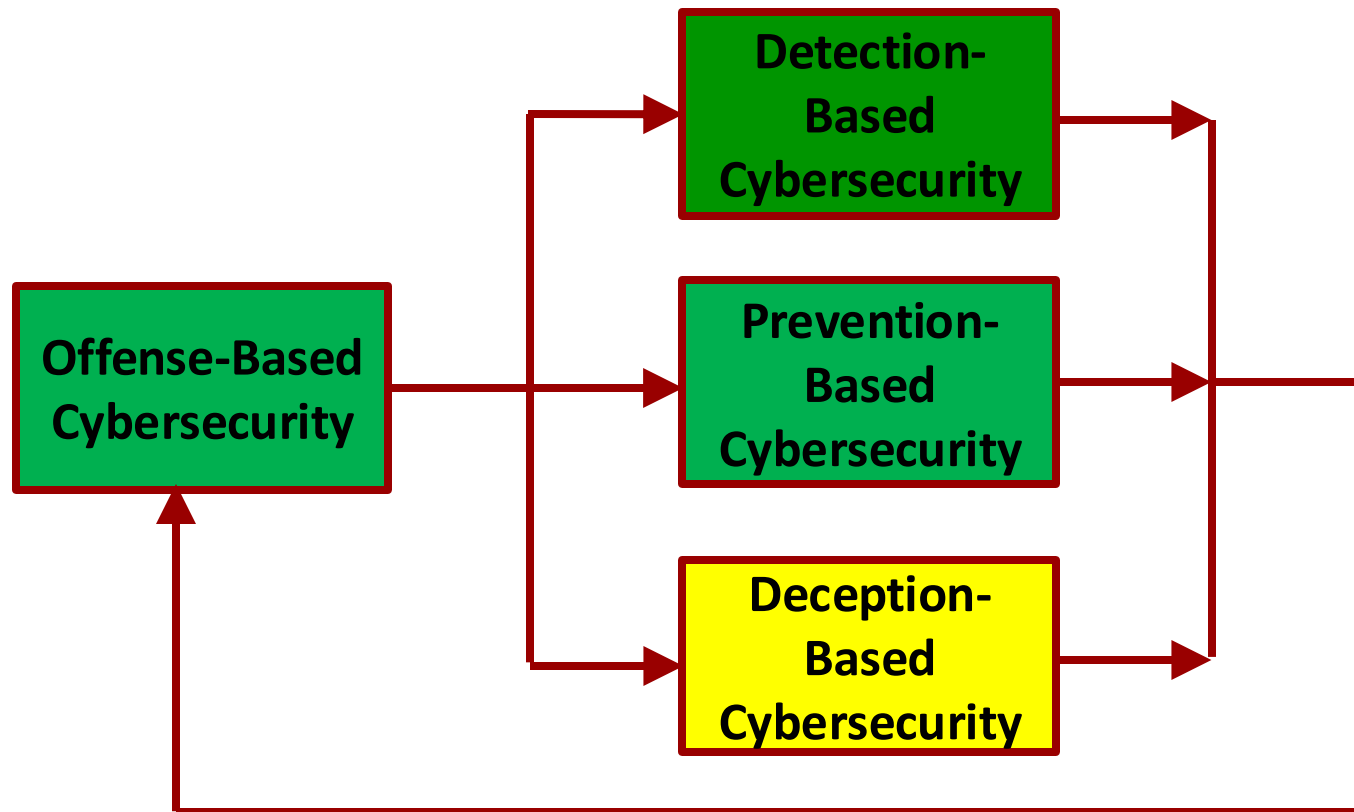 Detection-
Based
Cybersecurity
Offense-Based
Cybersecurity
Prevention-
Based
Cybersecurity
Deception-
Based
Cybersecurity